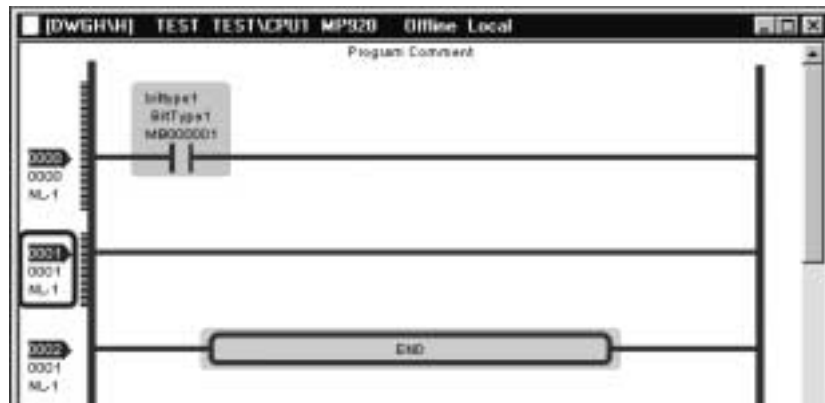 [DWGH\H] TEST TEST\CPU1 MP920 Offline Local
Program Comment
bittype1
BitType1
MB000001
0000
0000
NL-1
0001
0001
NL-1
END
0002
0001
NL-1